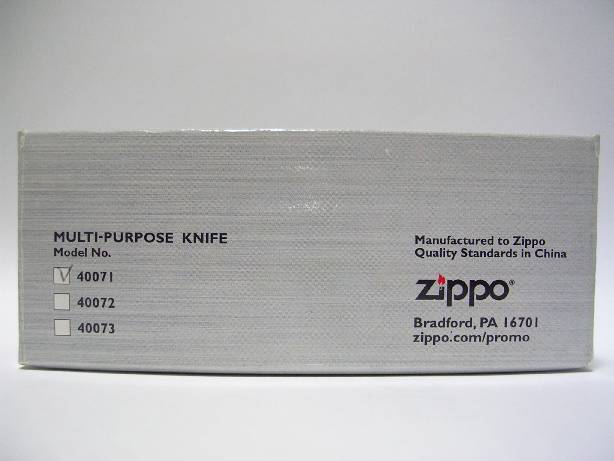 MULTI-PURPOSE KNIFE
Model No.
40071
40072
40073
Manufactured to Zippo
Quality Standards in China
zippo®
Bradford, PA 16701
zippo.com/promo